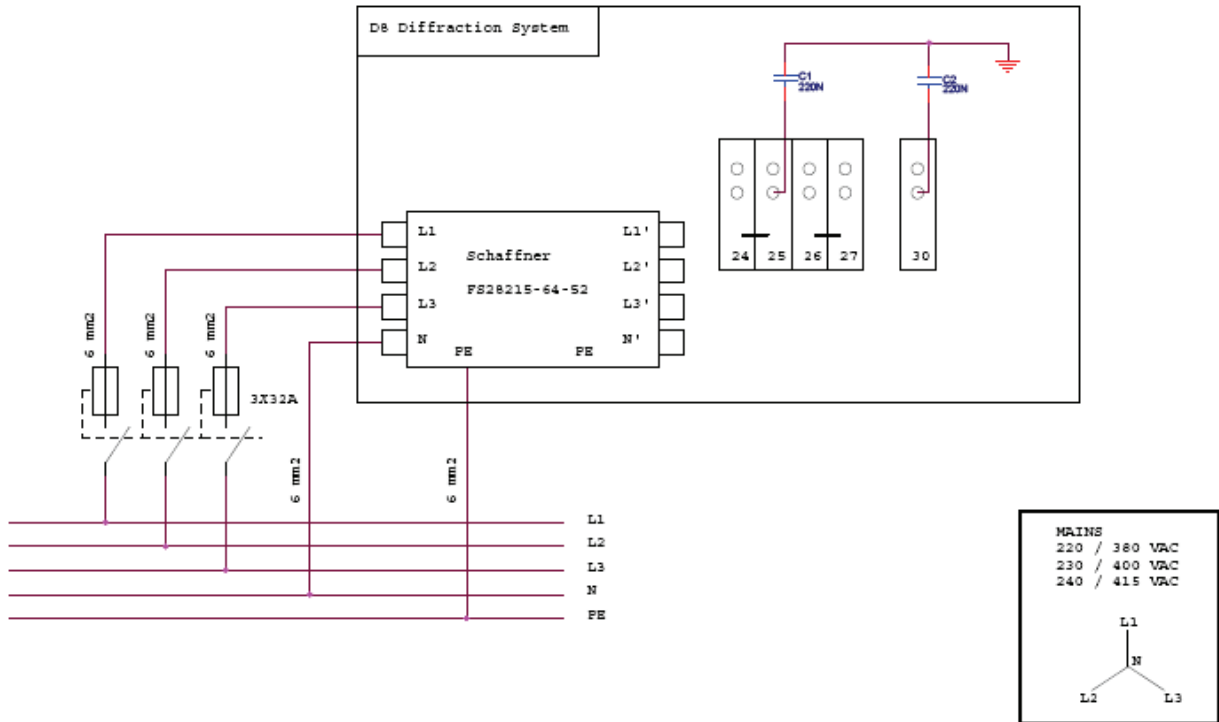 D8 Diffraction System
C1
220N
C2
220N
24 25 26 27
30
L1
L2
L3
N
PE
Schaffner
FS28215-64-52
L1'
L2'
L3'
N'
PE
6 mm2
6 mm2
6 mm2
3X32A
6 mm2
6 mm2
L1
L2
L3
N
PE
MAINS
220 / 380 VAC
230 / 400 VAC
240 / 415 VAC
L1
N
L2
L3